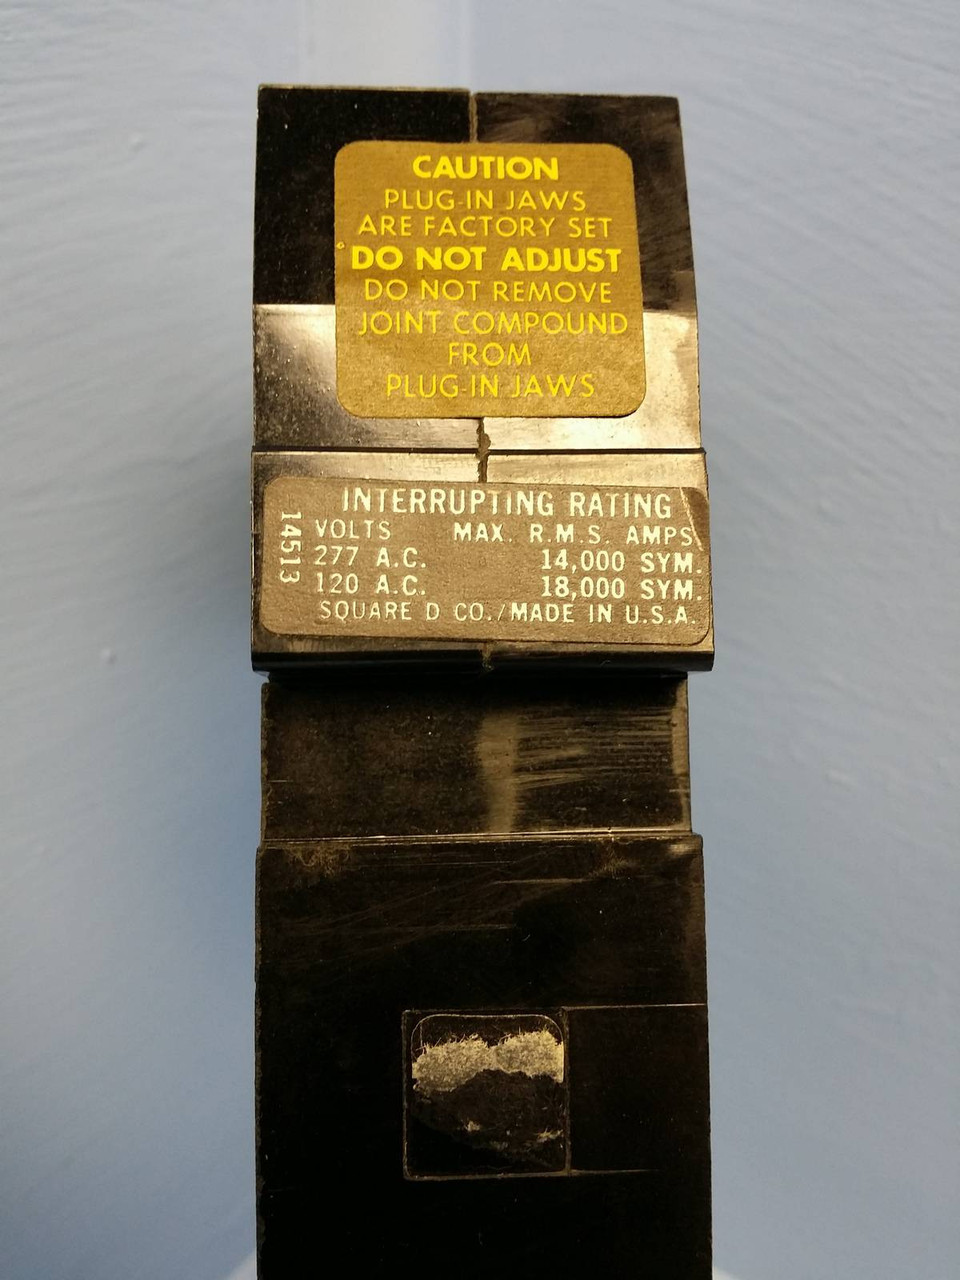 CAUTION
PLUG-IN JAWS
ARE FACTORY SET
DO NOT ADJUST
DO NOT REMOVE
JOINT COMPOUND
FROM
PLUG-IN JAWS
INTERRUPTING RATING
VOLTS MAX. R.M.S. AMPS.
277 A.C. 14,000 SYM.
120 A.C. 18,000 SYM.
SQUARE D CO./MADE IN U.S.A.
14513